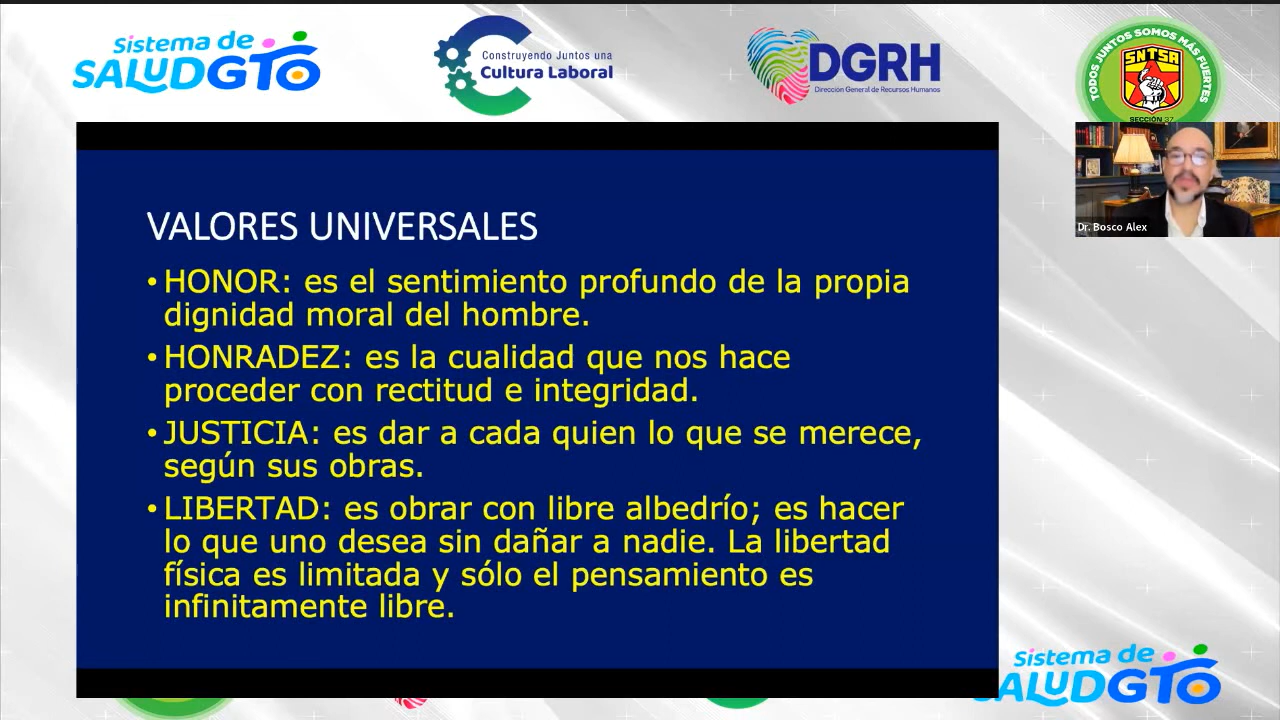 Sistema de
SALUDGTO
Construyendo Juntos una
Cultura Laboral
DGRH
Dirección General de Recursos Humanos
TODOS JUNTOS SOMOS MÁS FUERTES
SNTSA
SECCIÓN 37
Dr. Bosco Alex
VALORES UNIVERSALES
• HONOR: es el sentimiento profundo de la propia
dignidad moral del hombre.
• HONRADEZ: es la cualidad que nos hace
proceder con rectitud e integridad.
• JUSTICIA: es dar a cada quien lo que se merece,
según sus obras.
• LIBERTAD: es obrar con libre albedrío; es hacer
lo que uno desea sin dañar a nadie. La libertad
física es limitada y sólo el pensamiento es
infinitamente libre.
Sistema de
SALUDGTO